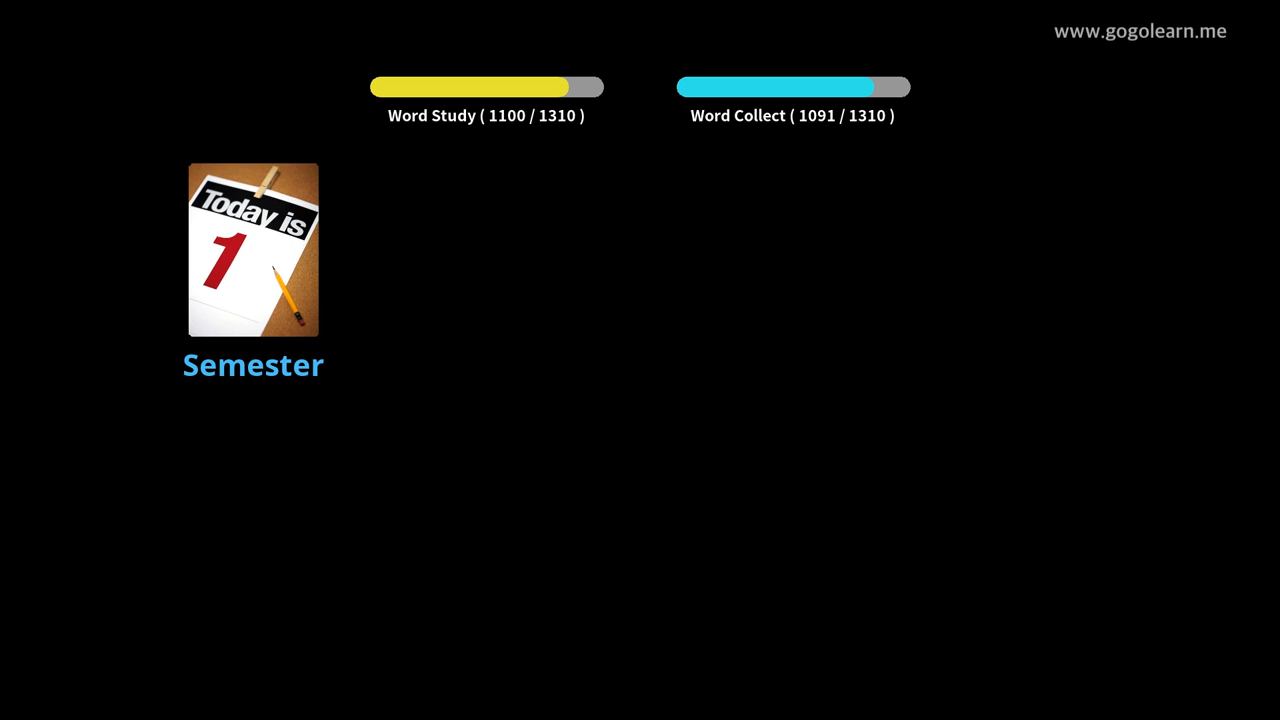 www.gogolearn.me
Word Study ( 1100 / 1310 )
Word Collect ( 1091 / 1310 )
Today is
1
Semester